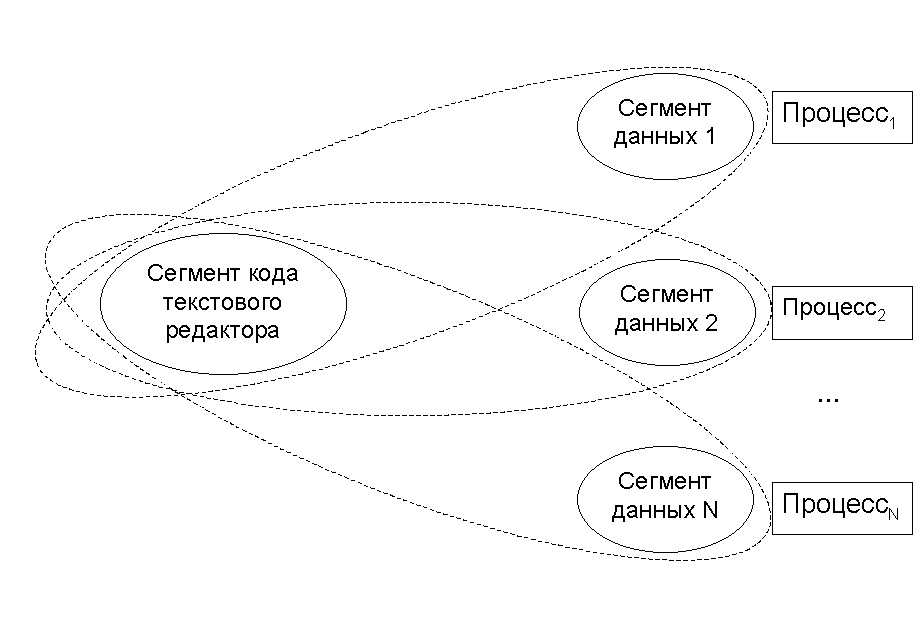 Сегмент
данных 1
Процесс1
Сегмент кода
текстового
редактора
Сегмент
данных 2
Процесс2
...
Сегмент
данных N
ПроцессN